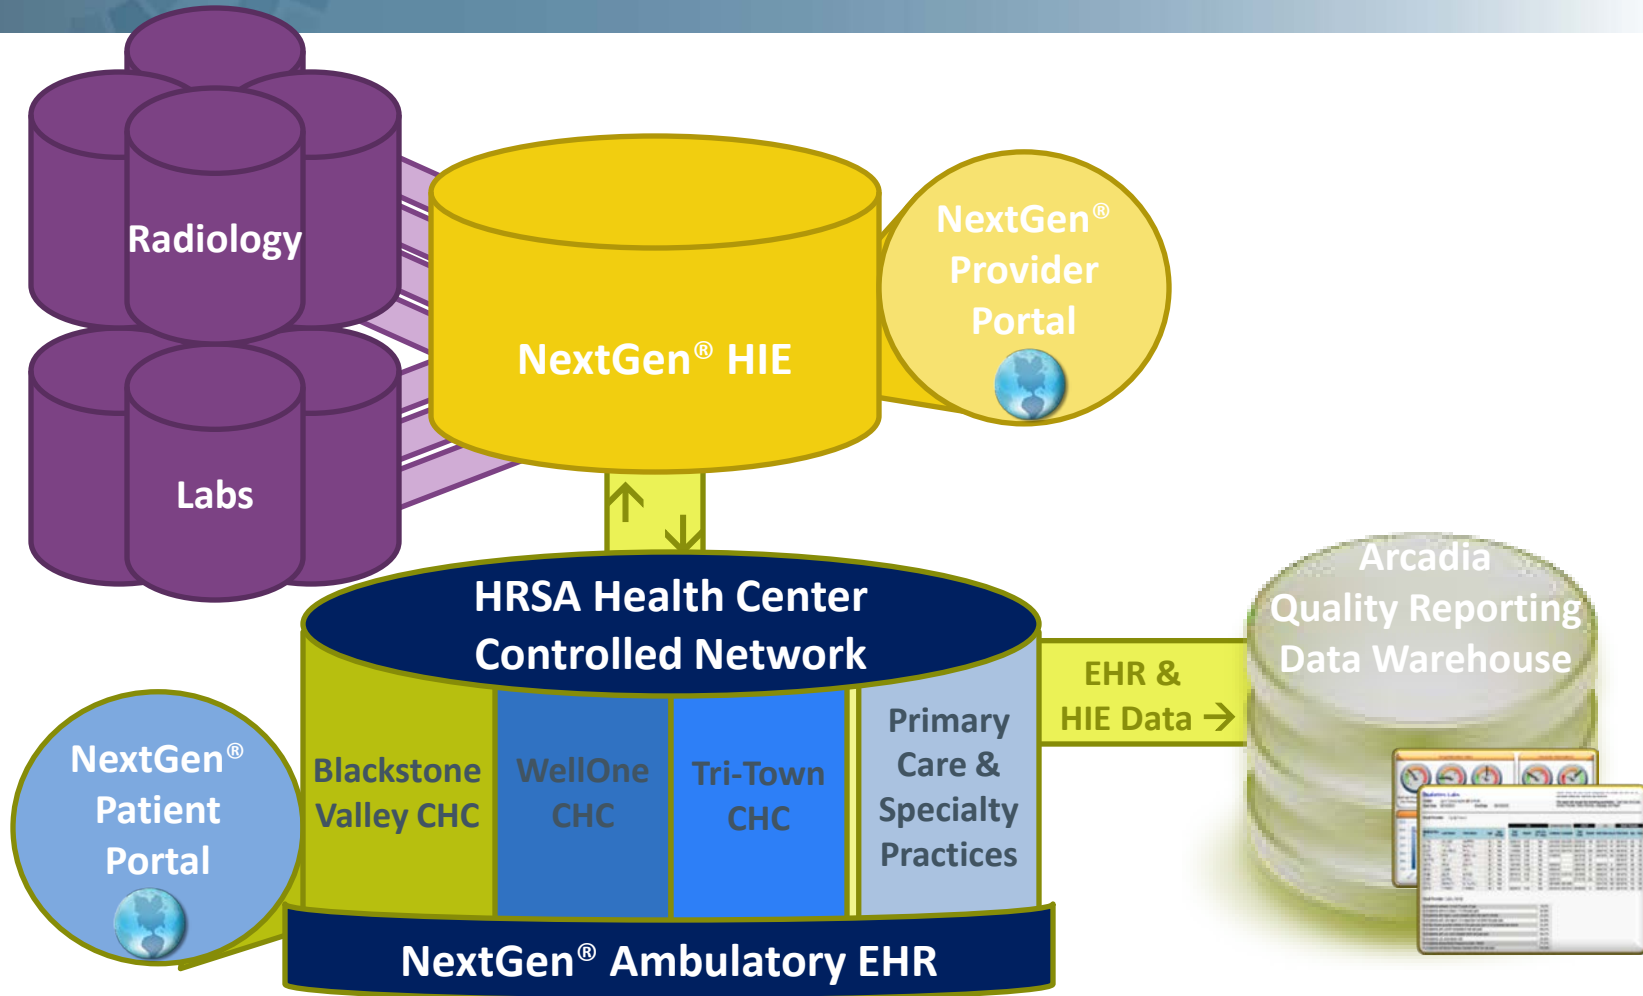 Radiology
Labs
NextGen® HIE
NextGen®
Provider
Portal
HRSA Health Center
Controlled Network
Blackstone
Valley CHC
WellOne
CHC
Tri-Town
CHC
Primary
Care &
Specialty
Practices
NextGen® Ambulatory EHR
NextGen®
Patient
Portal
EHR &
HIE Data →
Arcadia
Quality Reporting
Data Warehouse